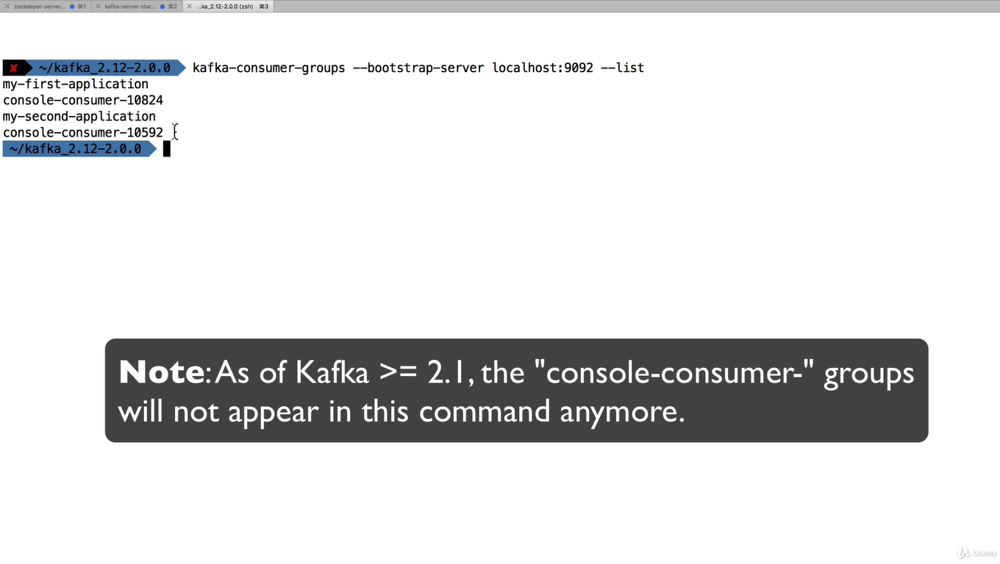 zookeeper-server... ⌘1 kafka-server-star... ⌘2 ..ka_2.12-2.0.0 (zsh) ⌘3
✘ ~/kafka_2.12-2.0.0 kafka-consumer-groups --bootstrap-server localhost:9092 --list
my-first-application
console-consumer-10824
my-second-application
console-consumer-10592
~/kafka_2.12-2.0.0
Note: As of Kafka >= 2.1, the "console-consumer-" groups
will not appear in this command anymore.
Udemy